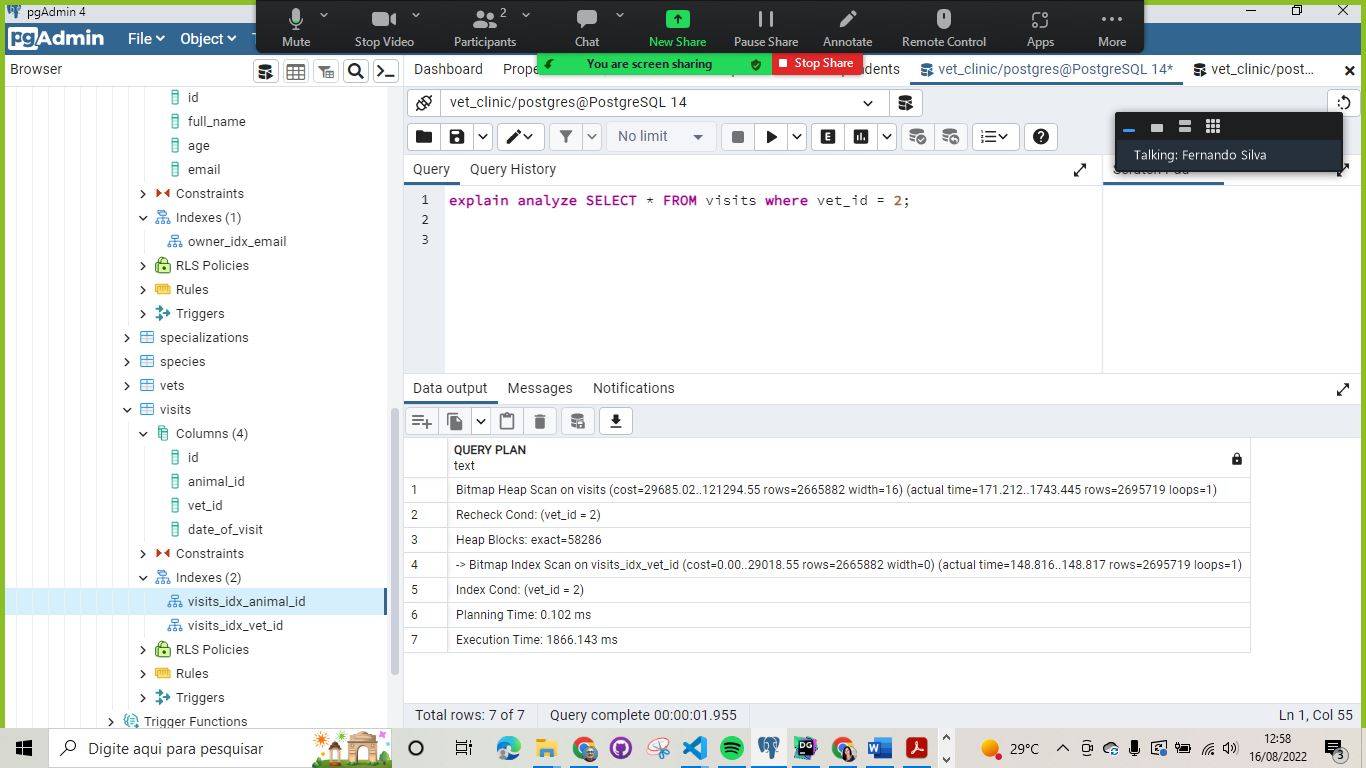 pgAdmin 4
Mute
Stop Video
2
Participants
Chat
New Share
Pause Share
Annotate
Remote Control
Apps
More
You are screen sharing
Stop Share
pgAdmin
File
Object
Browser
Dashboard
vet_clinic/postgres@PostgreSQL 14*
vet_clinic/post...
vet_clinic/postgres@PostgreSQL 14
No limit
E
Talking: Fernando Silva
Query
Query History
1 explain analyze SELECT * FROM visits where vet_id = 2;
2
3
id
full_name
age
email
Constraints
Indexes (1)
owner_idx_email
RLS Policies
Rules
Triggers
specializations
species
vets
visits
Columns (4)
id
animal_id
vet_id
date_of_visit
Constraints
Indexes (2)
visits_idx_animal_id
visits_idx_vet_id
RLS Policies
Rules
Triggers
Trigger Functions
Data output
Messages
Notifications
QUERY PLAN
text
1 Bitmap Heap Scan on visits (cost=29685.02..121294.55 rows=2665882 width=16) (actual time=171.212..1743.445 rows=2695719 loops=1)
2 Recheck Cond: (vet_id = 2)
3 Heap Blocks: exact=58286
4 -> Bitmap Index Scan on visits_idx_vet_id (cost=0.00..29018.55 rows=2665882 width=0) (actual time=148.816..148.817 rows=2695719 loops=1)
5 Index Cond: (vet_id = 2)
6 Planning Time: 0.102 ms
7 Execution Time: 1866.143 ms
Total rows: 7 of 7
Query complete 00:00:01.955
Ln 1, Col 55
Digite aqui para pesquisar
29°C
12:58
16/08/2022
3